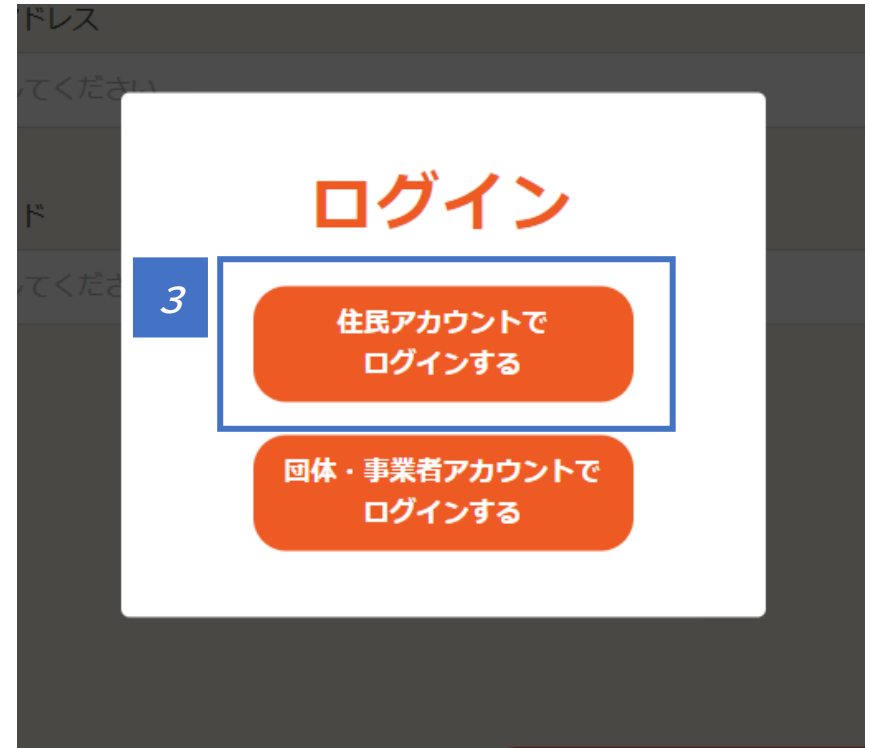 ドレス
してください
ド
してくださ
ログイン
3
住民アカウントで
ログインする
団体・事業者アカウントで
ログインする